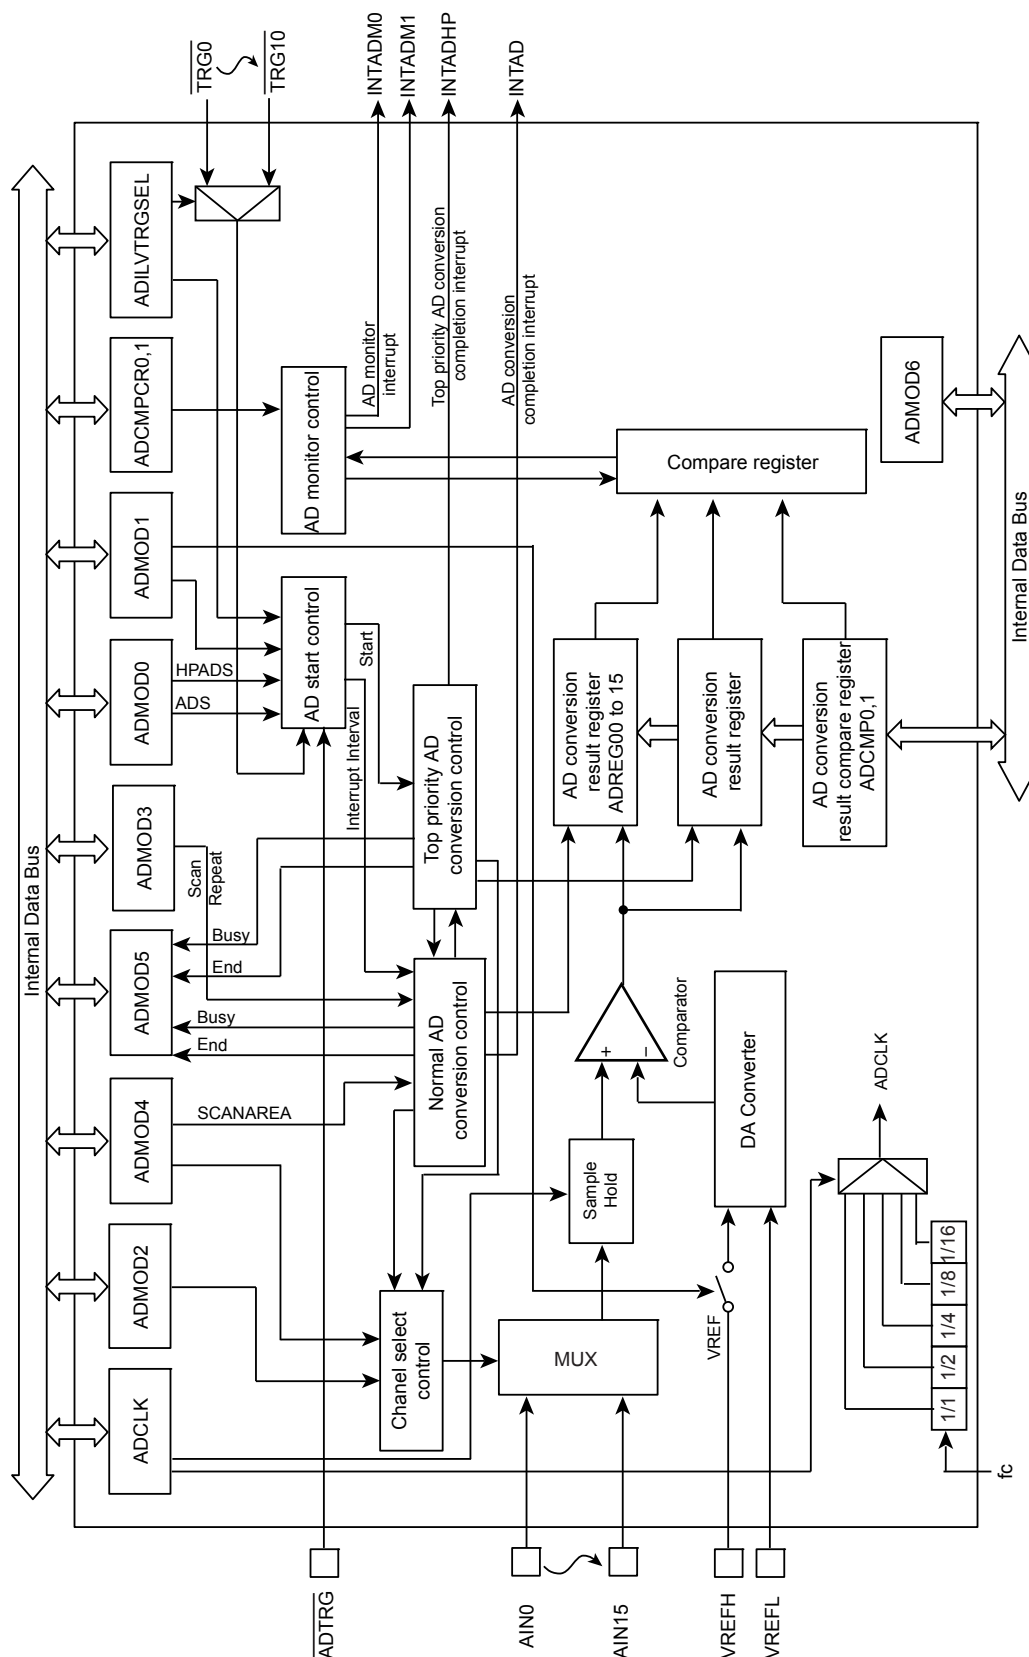 Internal Data Bus
ADCLK
ADMOD2
ADMOD4
ADMOD5
ADMOD3
ADMOD0
ADMOD1
ADCMPCR0,1
ADILVTRGSEL
TRG0
TRG10
INTADM0
INTADM1
INTADHP
INTAD
SCANAREA
End
Busy
End
Busy
Scan
Repeat
ADS
HPADS
AD start control
Start
Interrupt Interval
AD monitor control
AD monitor
interrupt
Top priority AD conversion
completion interrupt
AD conversion
completion interrupt
Chanel select
control
Normal AD
conversion control
Top priority AD
conversion control
MUX
Sample
Hold
+
−
Comparator
VREF
DA Converter
AD conversion
result register
ADREG00 to 15
AD conversion
result register
AD conversion
result compare register
ADCMP0,1
Compare register
ADMOD6
Internal Data Bus
ADCLK
1/1
1/2
1/4
1/8
1/16
fc
ADTRG
AIN0
AIN15
VREFH
VREFL